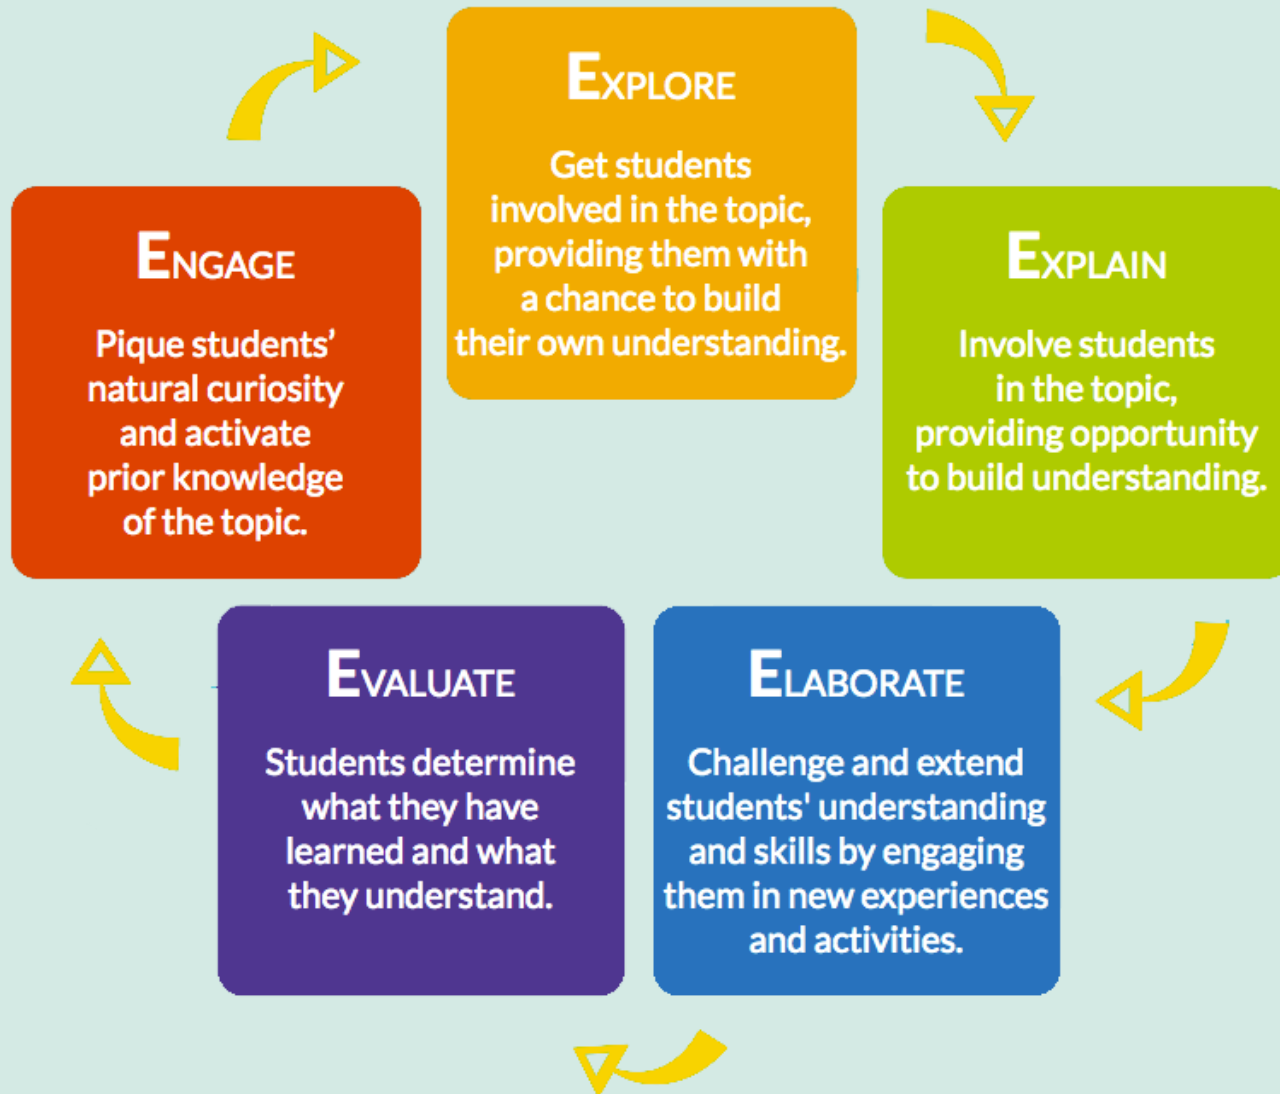 EXPLORE
Get students
involved in the topic,
providing them with
a chance to build
their own understanding.
ENGAGE
Pique students’
natural curiosity
and activate
prior knowledge
of the topic.
EXPLAIN
Involve students
in the topic,
providing opportunity
to build understanding.
EVALUATE
Students determine
what they have
learned and what
they understand.
ELABORATE
Challenge and extend
students' understanding
and skills by engaging
them in new experiences
and activities.